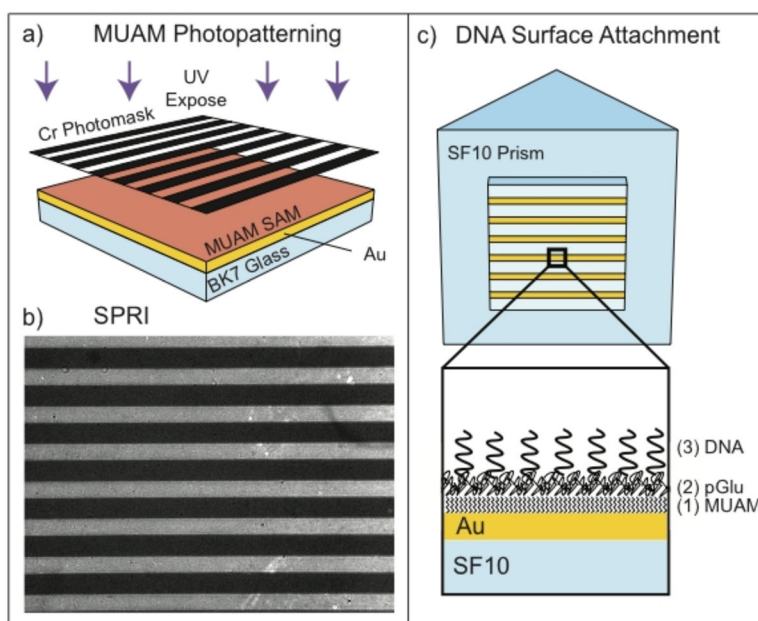 a) MUAM Photopatterning
UV
Expose
Cr Photomask
MUAM SAM
Au
BK7 Glass
b) SPRI
c) DNA Surface Attachment
SF10 Prism
(3) DNA
(2) pGlu
(1) MUAM
Au
SF10